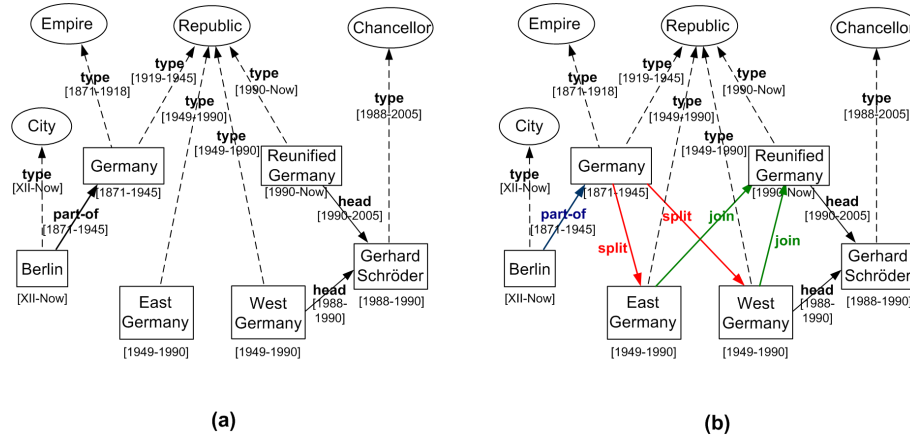 Empire
Republic
Chancellor
type
[1919-1945]
type
[1871-1918]
type
[1990-Now]
type
[1949-1990]
type
[1988-2005]
City
type
[1949-1990]
type
[XII-Now]
Germany
[1871-1945]
Reunified
Germany
[1990-Now]
part-of
[1871-1945]
head
[1990-2005]
Berlin
[XII-Now]
Gerhard
Schröder
[1988-1990]
East
Germany
[1949-1990]
West
Germany
[1949-1990]
head
[1988-
1990]
(a)
Empire
Republic
Chancellor
type
[1919-1945]
type
[1871-1918]
type
[1990-Now]
type
[1949-1990]
type
[1988-2005]
City
type
[1949-1990]
type
[XII-Now]
Germany
[1871-1945]
Reunified
Germany
[1990-Now]
part-of
[1871-1945]
split
split
join
join
head
[1990-2005]
Berlin
[XII-Now]
Gerhard
Schröder
[1988-1990]
East
Germany
[1949-1990]
West
Germany
[1949-1990]
head
[1988-
1990]
(b)